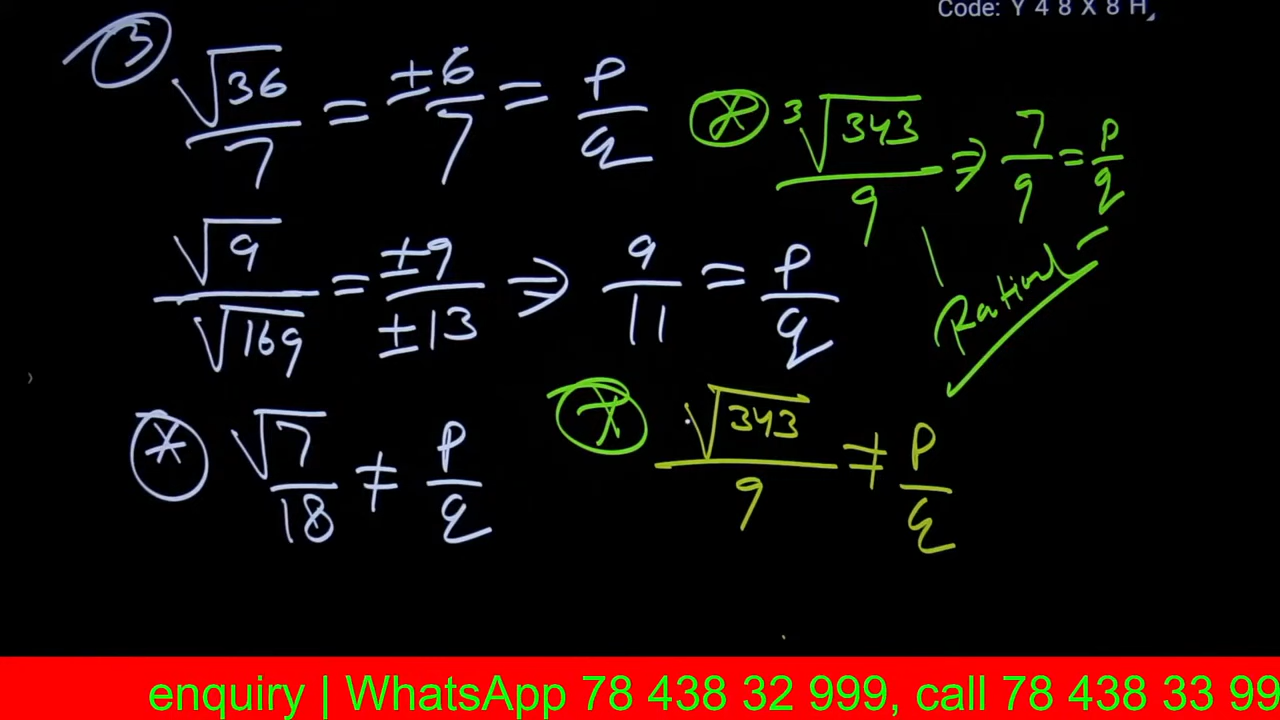 Code: Y 4 8 X 8 H,
3 √36/7 = ±6/7 = p/q
* ∛343/9 ⇒ 7/9 = p/q
Rational
√9/√169 = ±9/±13 ⇒ 9/11 = p/q
* √7/18 ≠ p/q
* √343/9 ≠ p/q
enquiry | WhatsApp 78 438 32 999, call 78 438 33 99